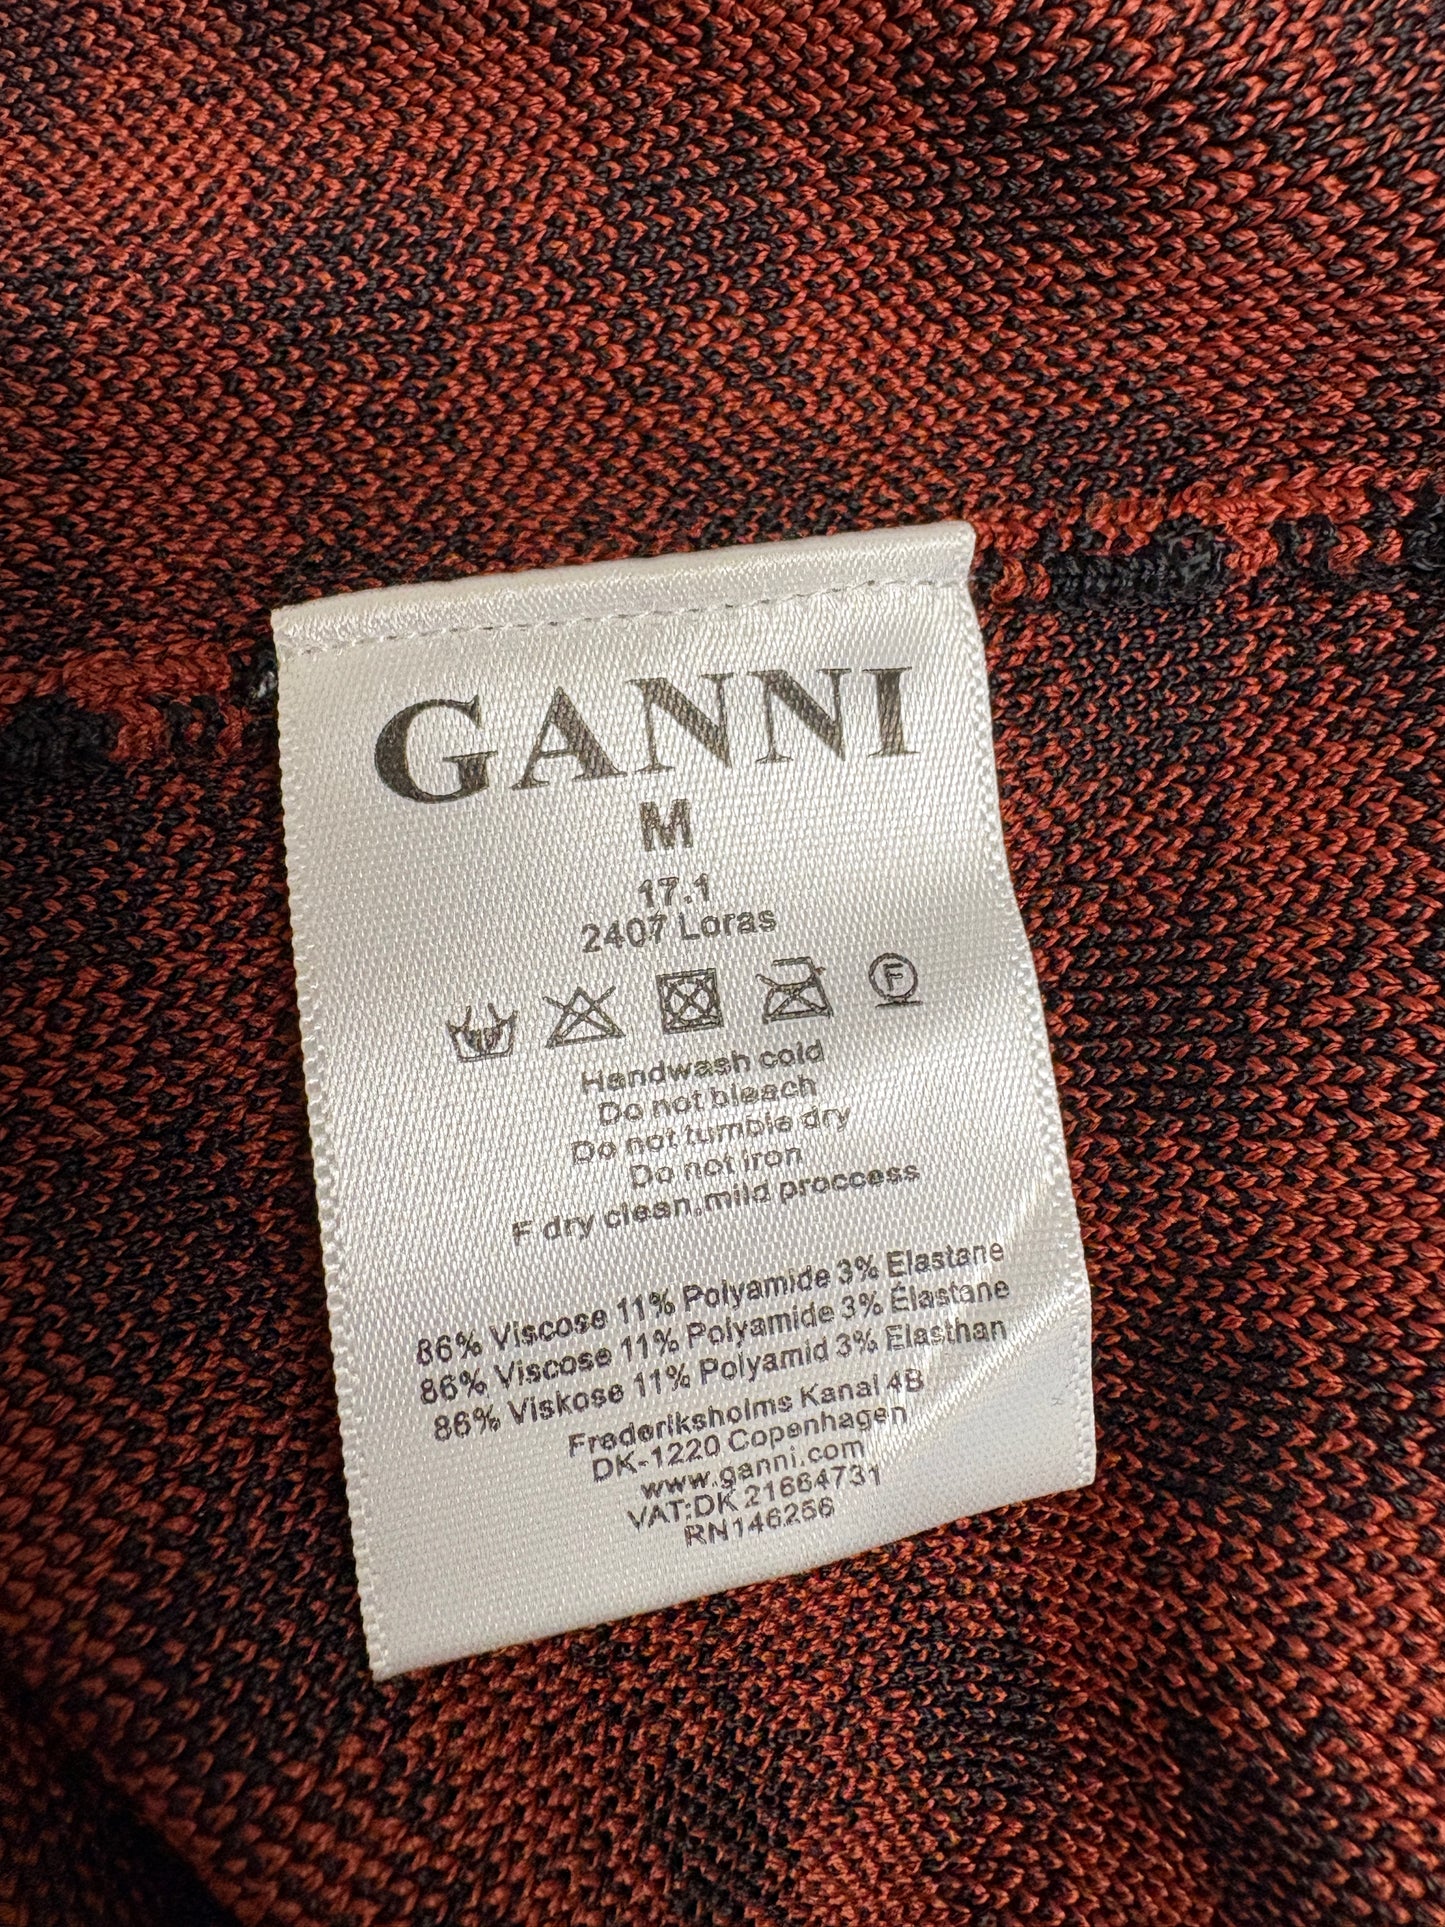 GANNI
M
17.1
2407 Loras
F
Handwash cold
Do not bleach
Do not tumble dry
Do not iron
F dry clean,mild proccess
86% Viscose 11% Polyamide 3% Elastane
86% Viscose 11% Polyamide 3% Élastane
86% Viskose 11% Polyamid 3% Elasthan
Frederiksholms Kanal 4B
DK-1220 Copenhagen
www.ganni.com
VAT:DK 21664731
RN146256